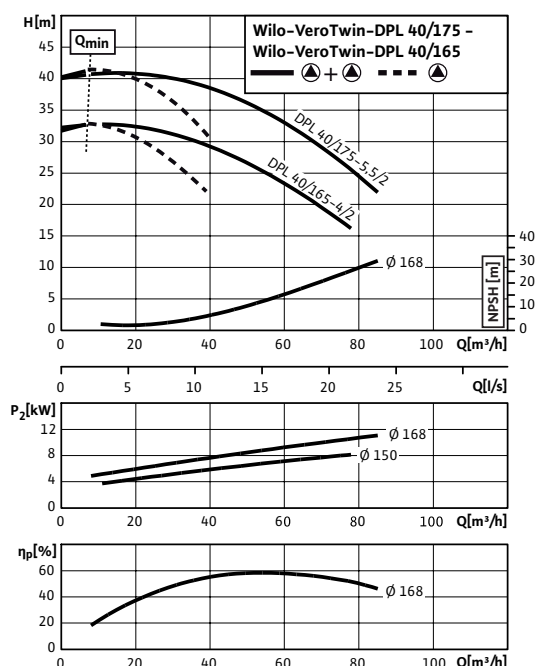 H[m]
Wilo-VeroTwin-DPL 40/175 -
Wilo-VeroTwin-DPL 40/165
+
Qmin
45
40
35
30
25
20
15
10
5
0
DPL 40/175-5,5/2
DPL 40/165-4/2
Ø 168
NPSH [m]
40
30
20
10
0
0 20 40 60 80 100 Q[m³/h]
0 5 10 15 20 25 Q[l/s]
P2[kW]
12
8
4
0
Ø 168
Ø 150
0 20 40 60 80 100 Q[m³/h]
ηp[%]
60
40
20
0
Ø 168
0 20 40 60 80 100 Q[m³/h]